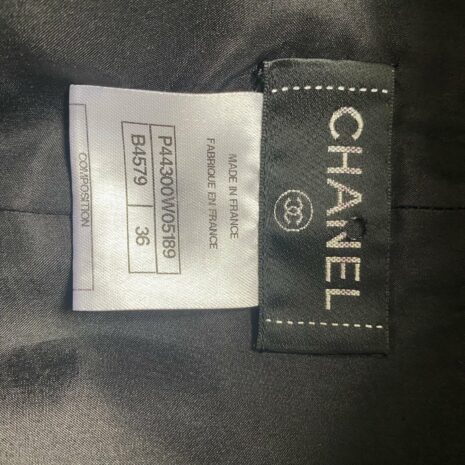 CHANEL
MADE IN FRANCE
FABRIQUE EN FRANCE
P44300W05189
B4579 36
COMPOSITION